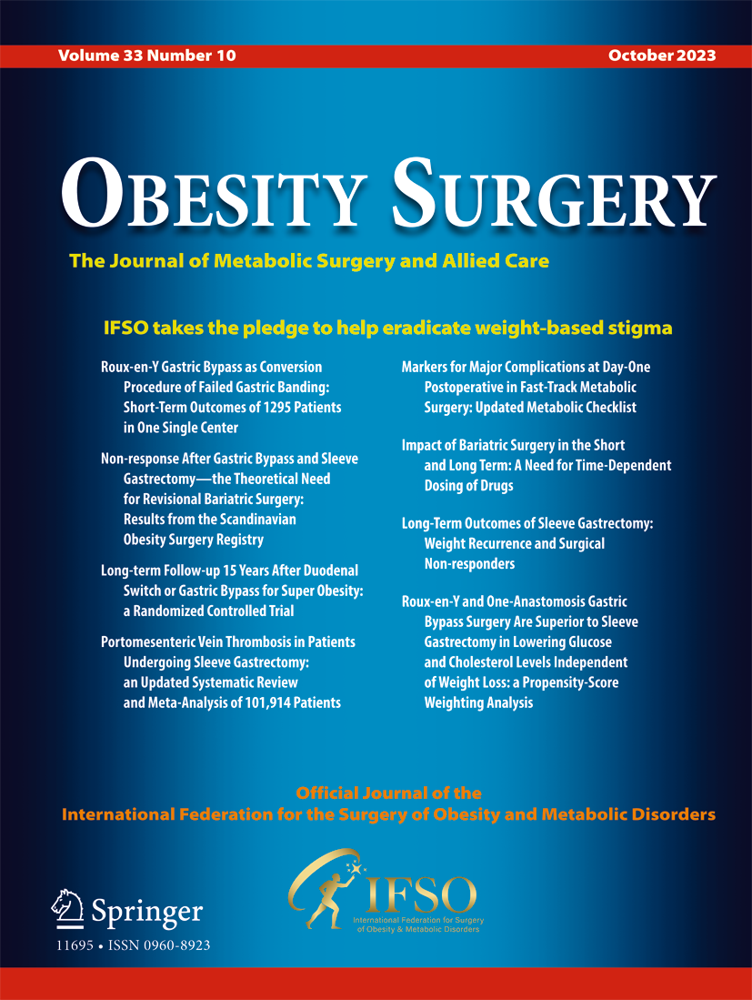 Volume 33 Number 10
October 2023
OBESITY SURGERY
The Journal of Metabolic Surgery and Allied Care
IFSO takes the pledge to help eradicate weight-based stigma
Roux-en-Y Gastric Bypass as Conversion
Procedure of Failed Gastric Banding:
Short-Term Outcomes of 1295 Patients
in One Single Center
Non-response After Gastric Bypass and Sleeve
Gastrectomy—the Theoretical Need
for Revisional Bariatric Surgery:
Results from the Scandinavian
Obesity Surgery Registry
Long-term Follow-up 15 Years After Duodenal
Switch or Gastric Bypass for Super Obesity:
a Randomized Controlled Trial
Portomesenteric Vein Thrombosis in Patients
Undergoing Sleeve Gastrectomy:
an Updated Systematic Review
and Meta-Analysis of 101,914 Patients
Markers for Major Complications at Day-One
Postoperative in Fast-Track Metabolic
Surgery: Updated Metabolic Checklist
Impact of Bariatric Surgery in the Short
and Long Term: A Need for Time-Dependent
Dosing of Drugs
Long-Term Outcomes of Sleeve Gastrectomy:
Weight Recurrence and Surgical
Non-responders
Roux-en-Y and One-Anastomosis Gastric
Bypass Surgery Are Superior to Sleeve
Gastrectomy in Lowering Glucose
and Cholesterol Levels Independent
of Weight Loss: a Propensity-Score
Weighting Analysis
Official Journal of the
International Federation for the Surgery of Obesity and Metabolic Disorders
IFSO
International Federation for Surgery
of Obesity & Metabolic Disorders
Springer
11695 • ISSN 0960-8923